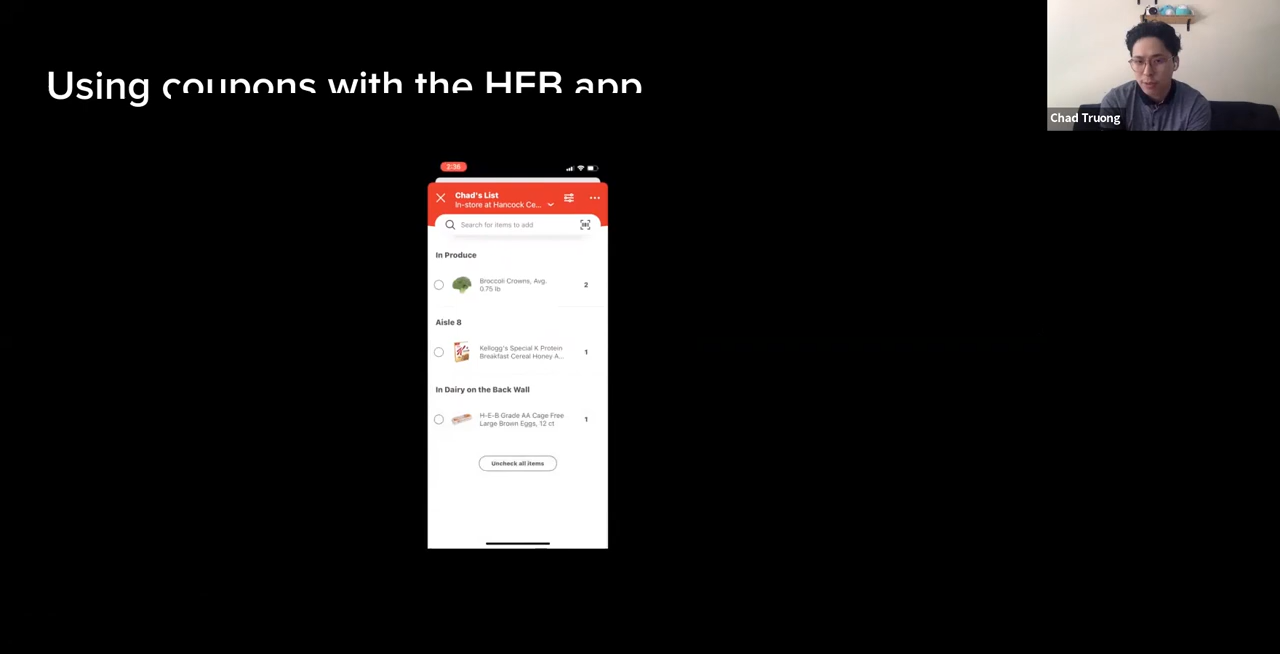 Using coupons with the HEB app
Chad Truong
2:36
Chad's List
In-store at Hancock Ce...
Search for items to add
In Produce
Broccoli Crowns, Avg.
0.75 lb
2
Aisle 8
Kellogg's Special K Protein
Breakfast Cereal Honey A...
1
In Dairy on the Back Wall
H-E-B Grade AA Cage Free
Large Brown Eggs, 12 ct
1
Uncheck all items